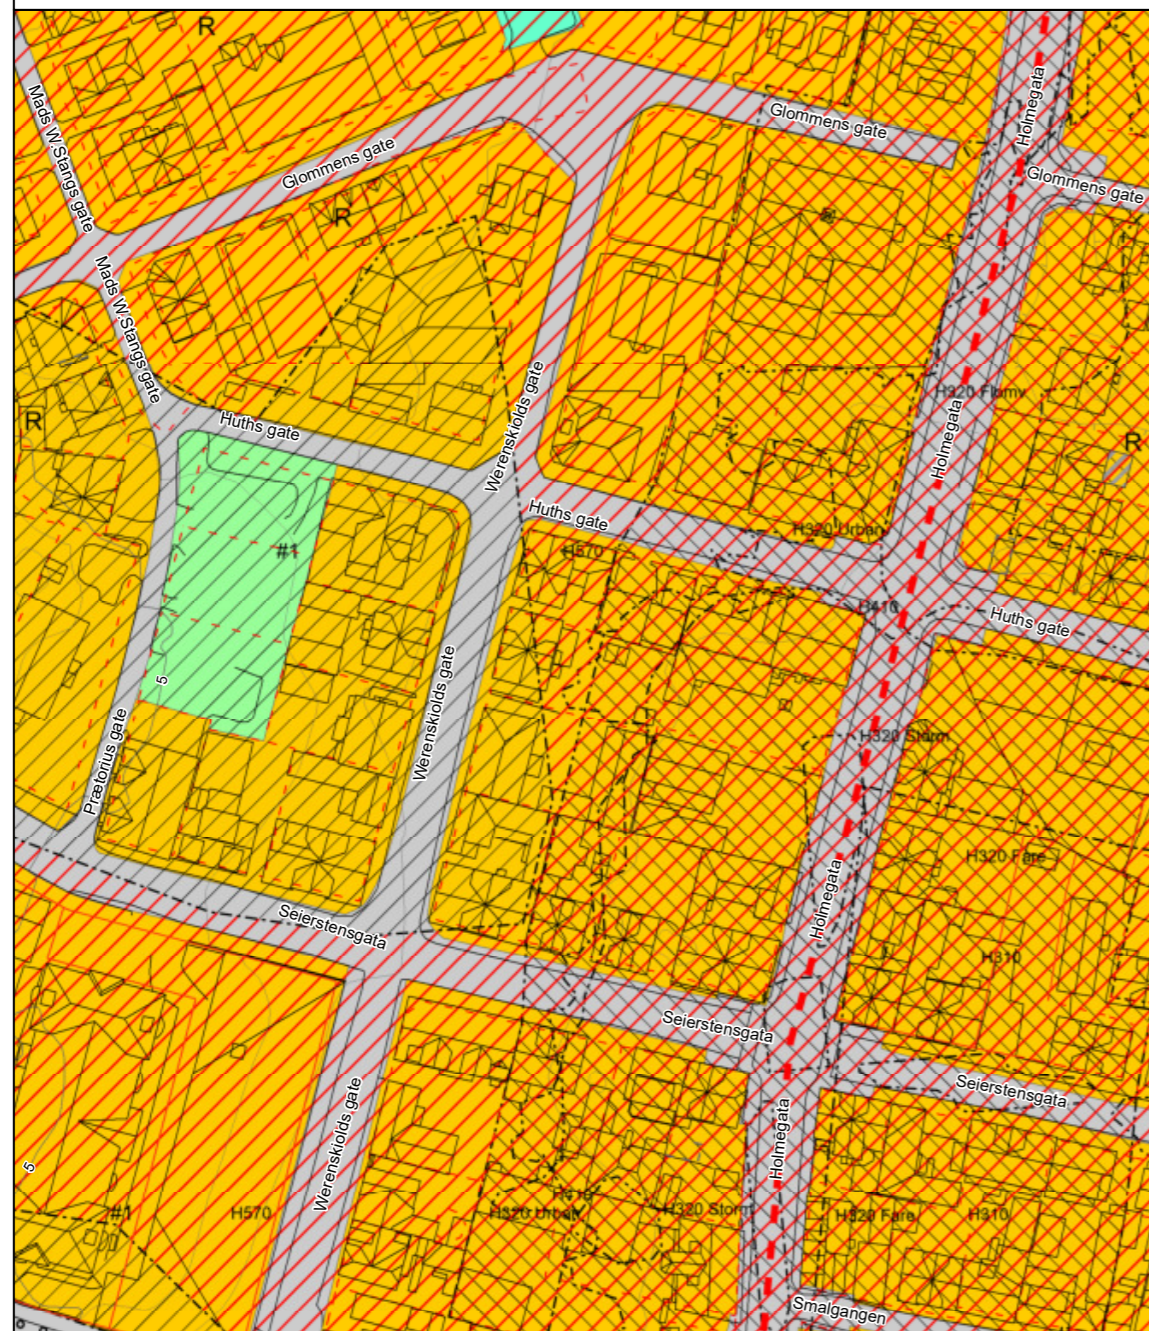 R
Mads W.Stangs gate
Glommens gate
Glommens gate
Holmegata
Glommens gate
R
Mads W.Stangs gate
R
Huths gate
Werenskiolds gate
H320 Flomv
Holmegata
R
Huths gate
H320 Urban
#1
H570
H410
Huths gate
5
Prætorius gate
Werenskiolds gate
H320 Storm
H320 Fare
Holmegata
Seierstensgata
H310
Seierstensgata
Seierstensgata
Werenskiolds gate
Holmegata
5
#1
H570
H410
H320 Urban
H320 Storm
H320 Fare
H310
Smalgangen